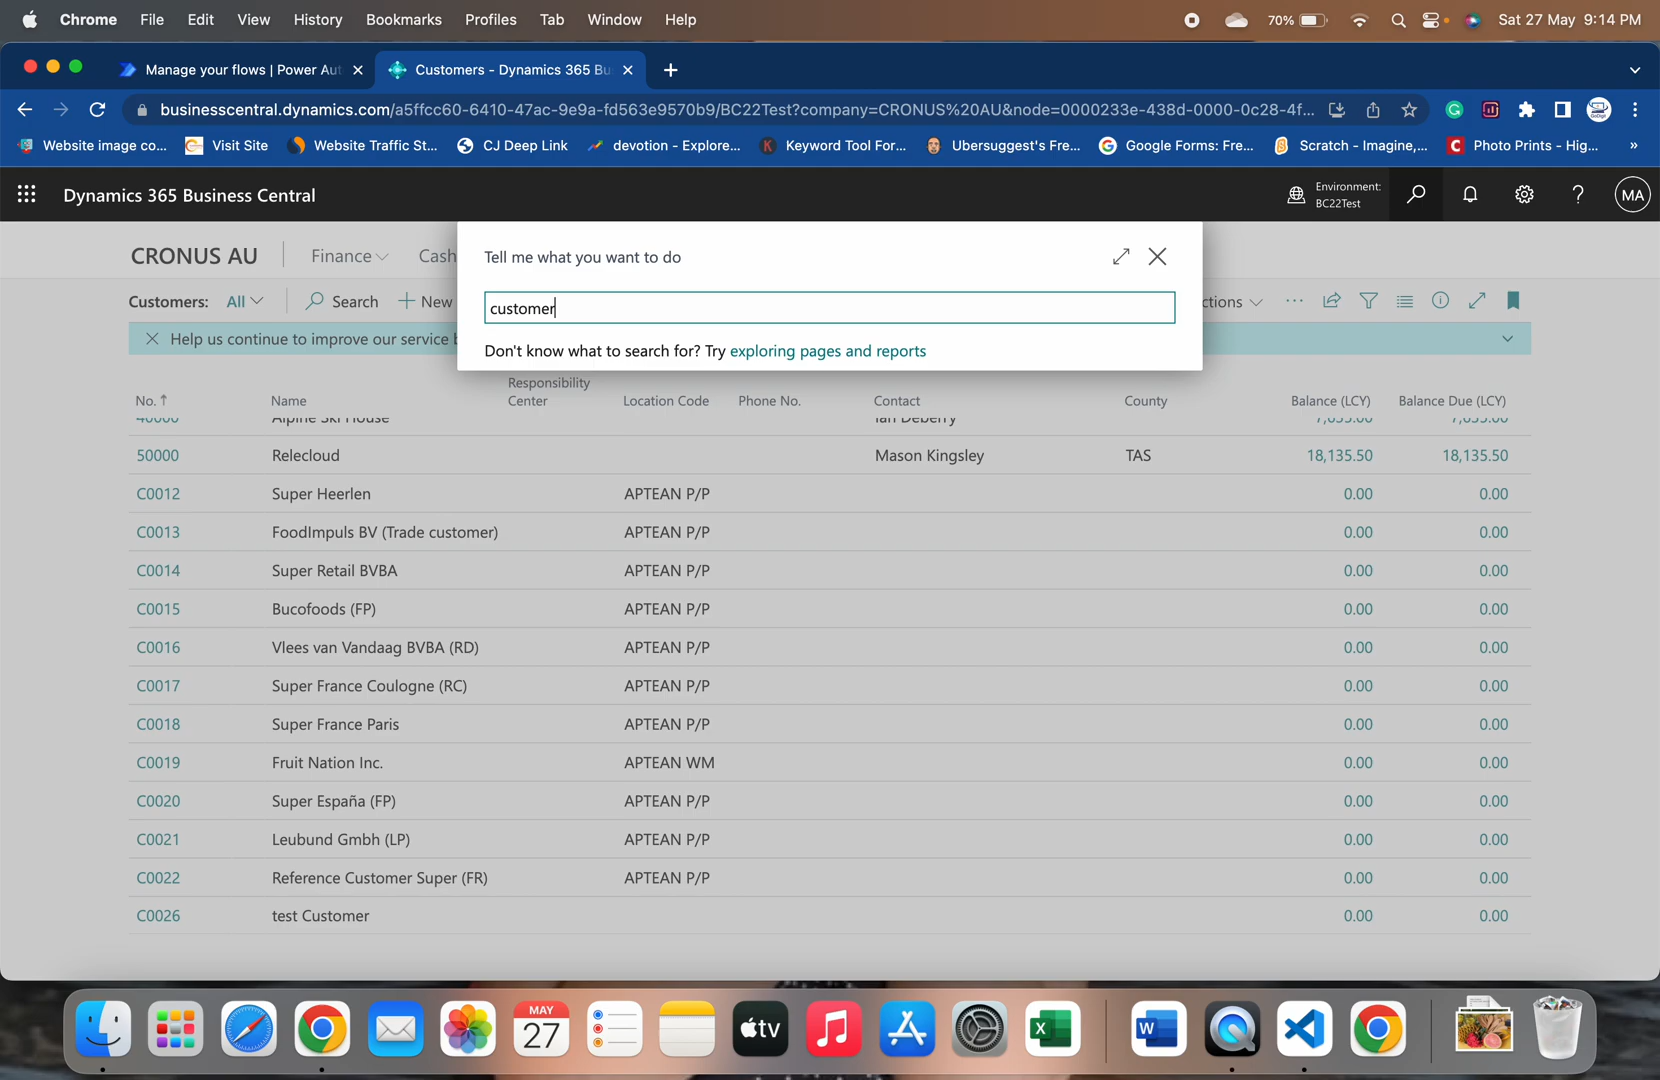 Chrome File Edit View History Bookmarks Profiles Tab Window Help 70% Sat 27 May 9:14 PM
Manage your flows | Power Aut Customers - Dynamics 365 Bu
businesscentral.dynamics.com/a5ffcc60-6410-47ac-9e9a-fd563e9570b9/BC22Test?company=CRONUS%20AU&node=0000233e-438d-0000-0c28-4f...
Website image co... Visit Site Website Traffic St... CJ Deep Link devotion - Explore... Keyword Tool For... Ubersuggest's Fre... Google Forms: Fre... Scratch - Imagine,... Photo Prints - Hig... »
Dynamics 365 Business Central Environment: MA
BC22Test
Tell me what you want to do
CRONUS AU Finance Cash
Customers: All Search New ctions
customer
Help us continue to improve our service b
Don't know what to search for? Try exploring pages and reports
Responsibility
No. ↑ Name Center Location Code Phone No. Contact County Balance (LCY) Balance Due (LCY)
40000 Alpine Ski House Ian Deberry 7,635.00 7,635.00
50000 Relecloud Mason Kingsley TAS 18,135.50 18,135.50
C0012 Super Heerlen APTEAN P/P 0.00 0.00
C0013 FoodImpuls BV (Trade customer) APTEAN P/P 0.00 0.00
C0014 Super Retail BVBA APTEAN P/P 0.00 0.00
C0015 Bucofoods (FP) APTEAN P/P 0.00 0.00
C0016 Vlees van Vandaag BVBA (RD) APTEAN P/P 0.00 0.00
C0017 Super France Coulogne (RC) APTEAN P/P 0.00 0.00
C0018 Super France Paris APTEAN P/P 0.00 0.00
C0019 Fruit Nation Inc. APTEAN WM 0.00 0.00
C0020 Super España (FP) APTEAN P/P 0.00 0.00
C0021 Leubund Gmbh (LP) APTEAN P/P 0.00 0.00
C0022 Reference Customer Super (FR) APTEAN P/P 0.00 0.00
C0026 test Customer 0.00 0.00
MAY
27
tv
X
W